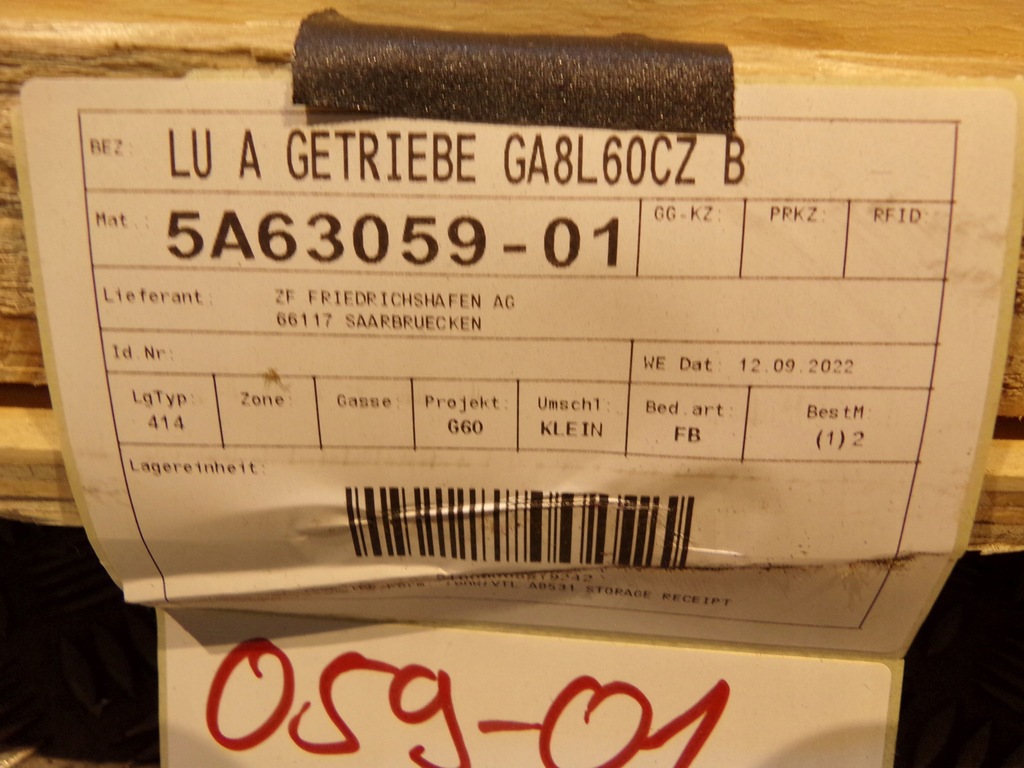 BEZ: LU A GETRIEBE GA8L60CZ B
Mat.: 5A63059-01 GG-KZ: PRKZ: RFID:
Lieferant: ZF FRIEDRICHSHAFEN AG
66117 SAARBRUECKEN
Id.Nr: WE Dat: 12.09.2022
LgTyp: Zone: Gasse: Projekt: Umschl: Bed.art: BestM:
414 G60 KLEIN FB (1)2
Lagereinheit:
A0531 STORAGE RECEIPT
059-01